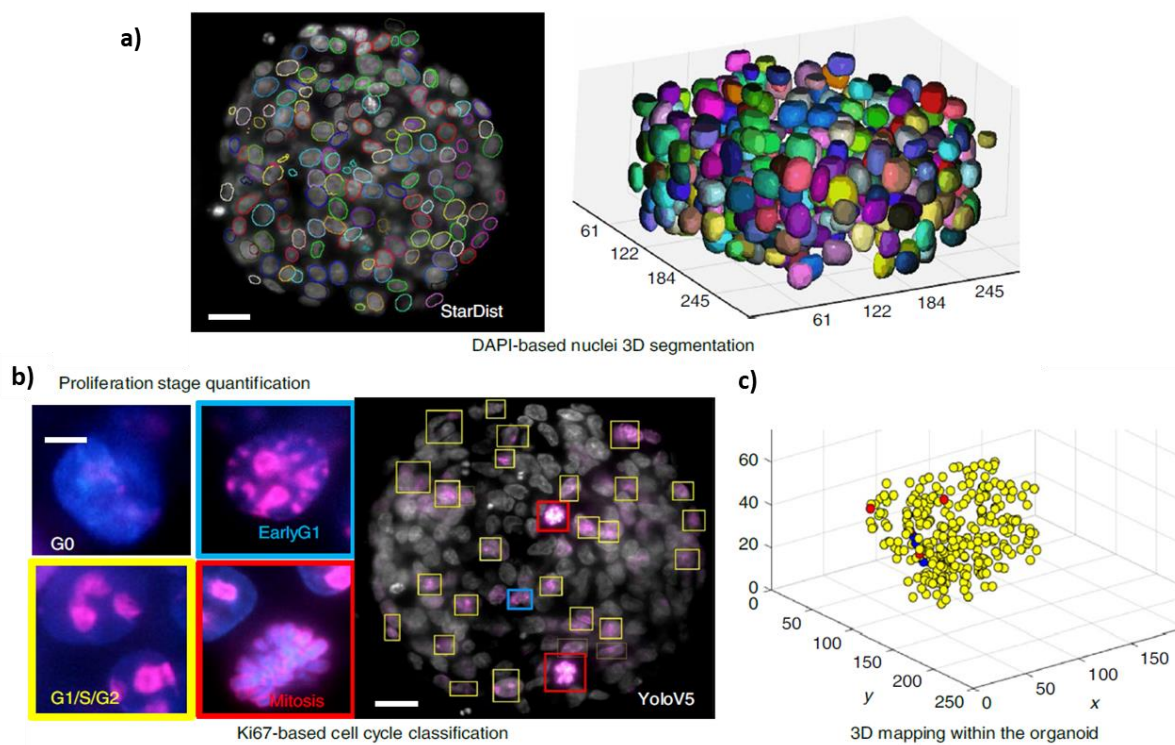 a)
StarDist
61
122
184
245
61
122
184
245
DAPI-based nuclei 3D segmentation
b)
Proliferation stage quantification
G0
EarlyG1
G1/S/G2
Mitosis
YoloV5
Ki67-based cell cycle classification
c)
60
40
20
0
0
50
100
150
200
250
y
0
50
100
150
x
3D mapping within the organoid